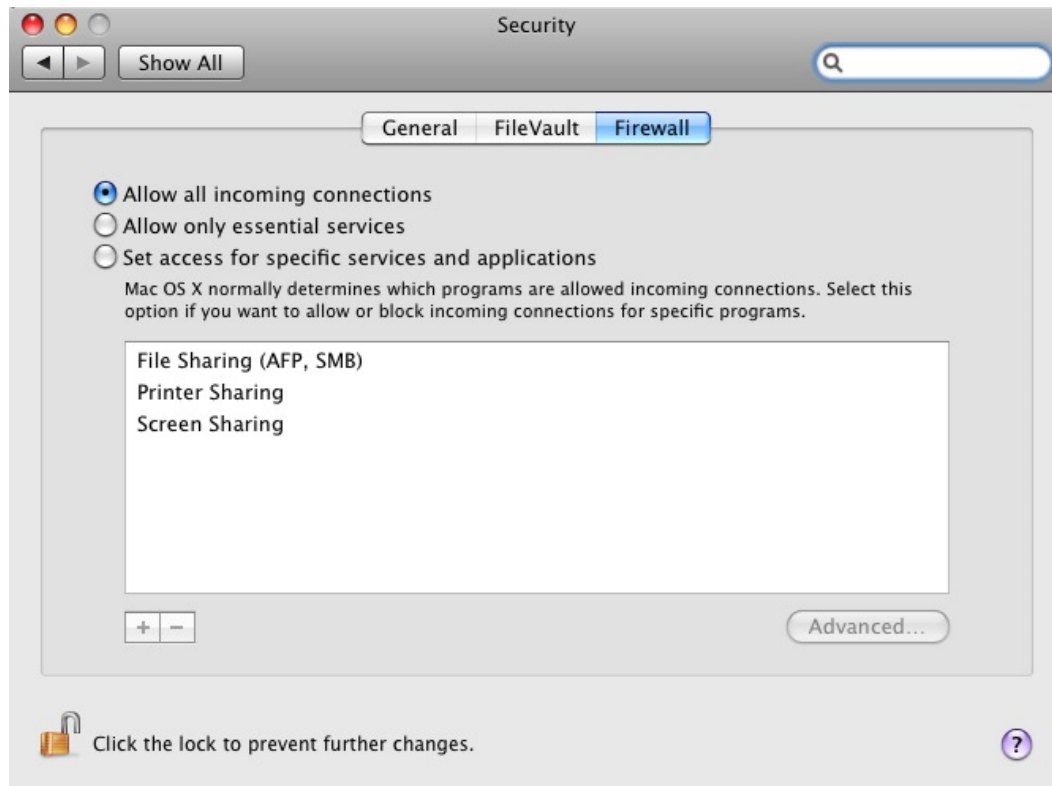 Security
Show All
General FileVault Firewall
Allow all incoming connections
Allow only essential services
Set access for specific services and applications
Mac OS X normally determines which programs are allowed incoming connections. Select this
option if you want to allow or block incoming connections for specific programs.
File Sharing (AFP, SMB)
Printer Sharing
Screen Sharing
+ −
Advanced...
Click the lock to prevent further changes.
?